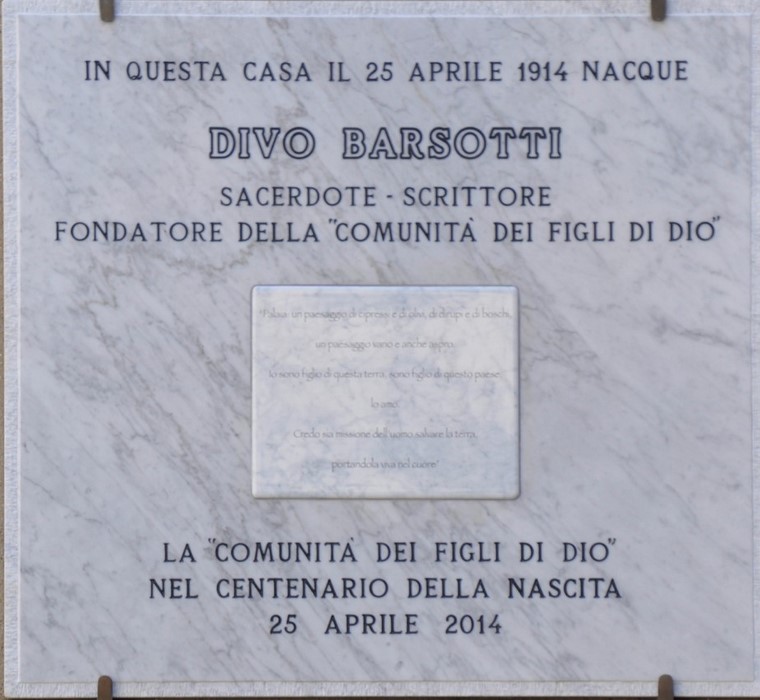 IN QUESTA CASA IL 25 APRILE 1914 NACQUE
DIVO BARSOTTI
SACERDOTE - SCRITTORE
FONDATORE DELLA "COMUNITÀ DEI FIGLI DI DIO"
"Palaia: un paesaggio di cipressi e di olivi, di dirupi e di boschi,
un paesaggio vario e anche aspro.
Io sono figlio di questa terra, sono figlio di questo paese:
lo amo.
Credo sia missione dell'uomo salvare la terra,
portandola viva nel cuore"
LA "COMUNITÀ DEI FIGLI DI DIO"
NEL CENTENARIO DELLA NASCITA
25 APRILE 2014